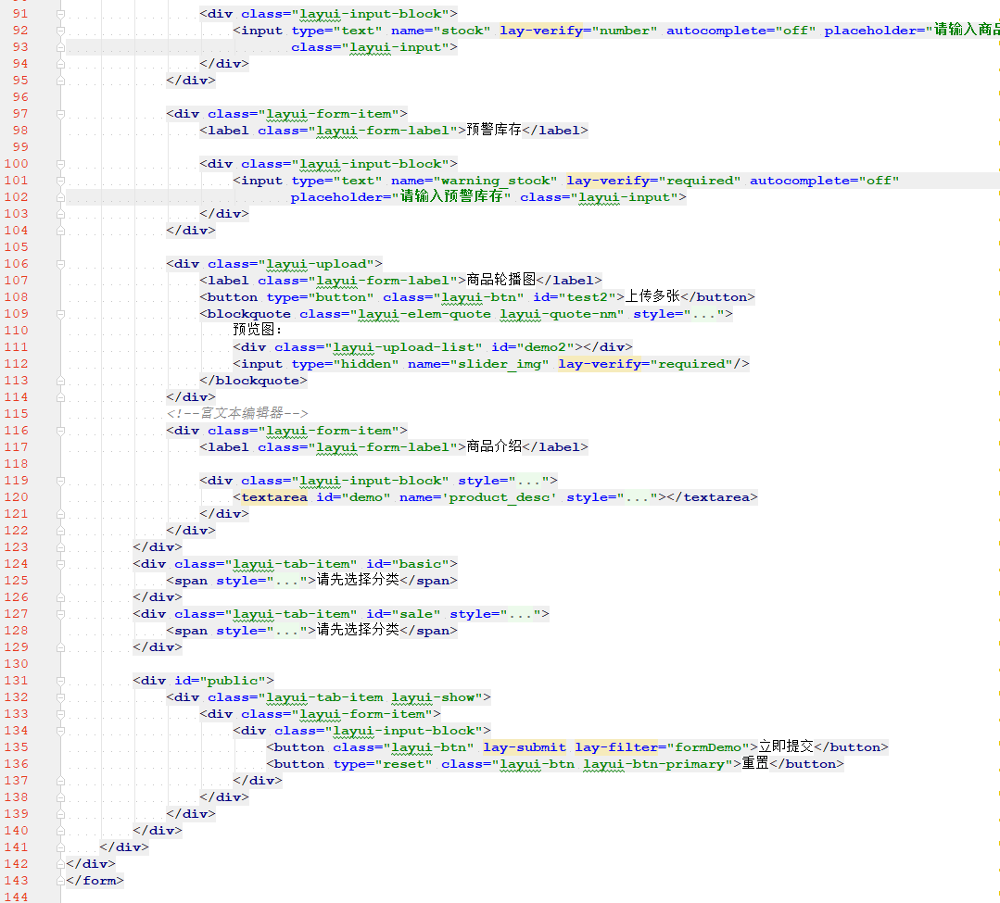 91 <div class="layui-input-block">
92 <input type="text" name="stock" lay-verify="number" autocomplete="off" placeholder="请输入商品
93 class="layui-input">
94 </div>
95 </div>
96
97 <div class="layui-form-item">
98 <label class="layui-form-label">预警库存</label>
99
100 <div class="layui-input-block">
101 <input type="text" name="warning_stock" lay-verify="required" autocomplete="off"
102 placeholder="请输入预警库存" class="layui-input">
103 </div>
104 </div>
105
106 <div class="layui-upload">
107 <label class="layui-form-label">商品轮播图</label>
108 <button type="button" class="layui-btn" id="test2">上传多张</button>
109 <blockquote class="layui-elem-quote layui-quote-nm" style="...">
110 预览图：
111 <div class="layui-upload-list" id="demo2"></div>
112 <input type="hidden" name="slider_img" lay-verify="required"/>
113 </blockquote>
114 </div>
115 <!--富文本编辑器-->
116 <div class="layui-form-item">
117 <label class="layui-form-label">商品介绍</label>
118
119 <div class="layui-input-block" style="...">
120 <textarea id="demo" name='product_desc' style="..."></textarea>
121 </div>
122 </div>
123 </div>
124 <div class="layui-tab-item" id="basic">
125 <span style="...">请先选择分类</span>
126 </div>
127 <div class="layui-tab-item" id="sale" style="...">
128 <span style="...">请先选择分类</span>
129 </div>
130
131 <div id="public">
132 <div class="layui-tab-item layui-show">
133 <div class="layui-form-item">
134 <div class="layui-input-block">
135 <button class="layui-btn" lay-submit lay-filter="formDemo">立即提交</button>
136 <button type="reset" class="layui-btn layui-btn-primary">重置</button>
137 </div>
138 </div>
139 </div>
140 </div>
141 </div>
142 </div>
143 </form>
144